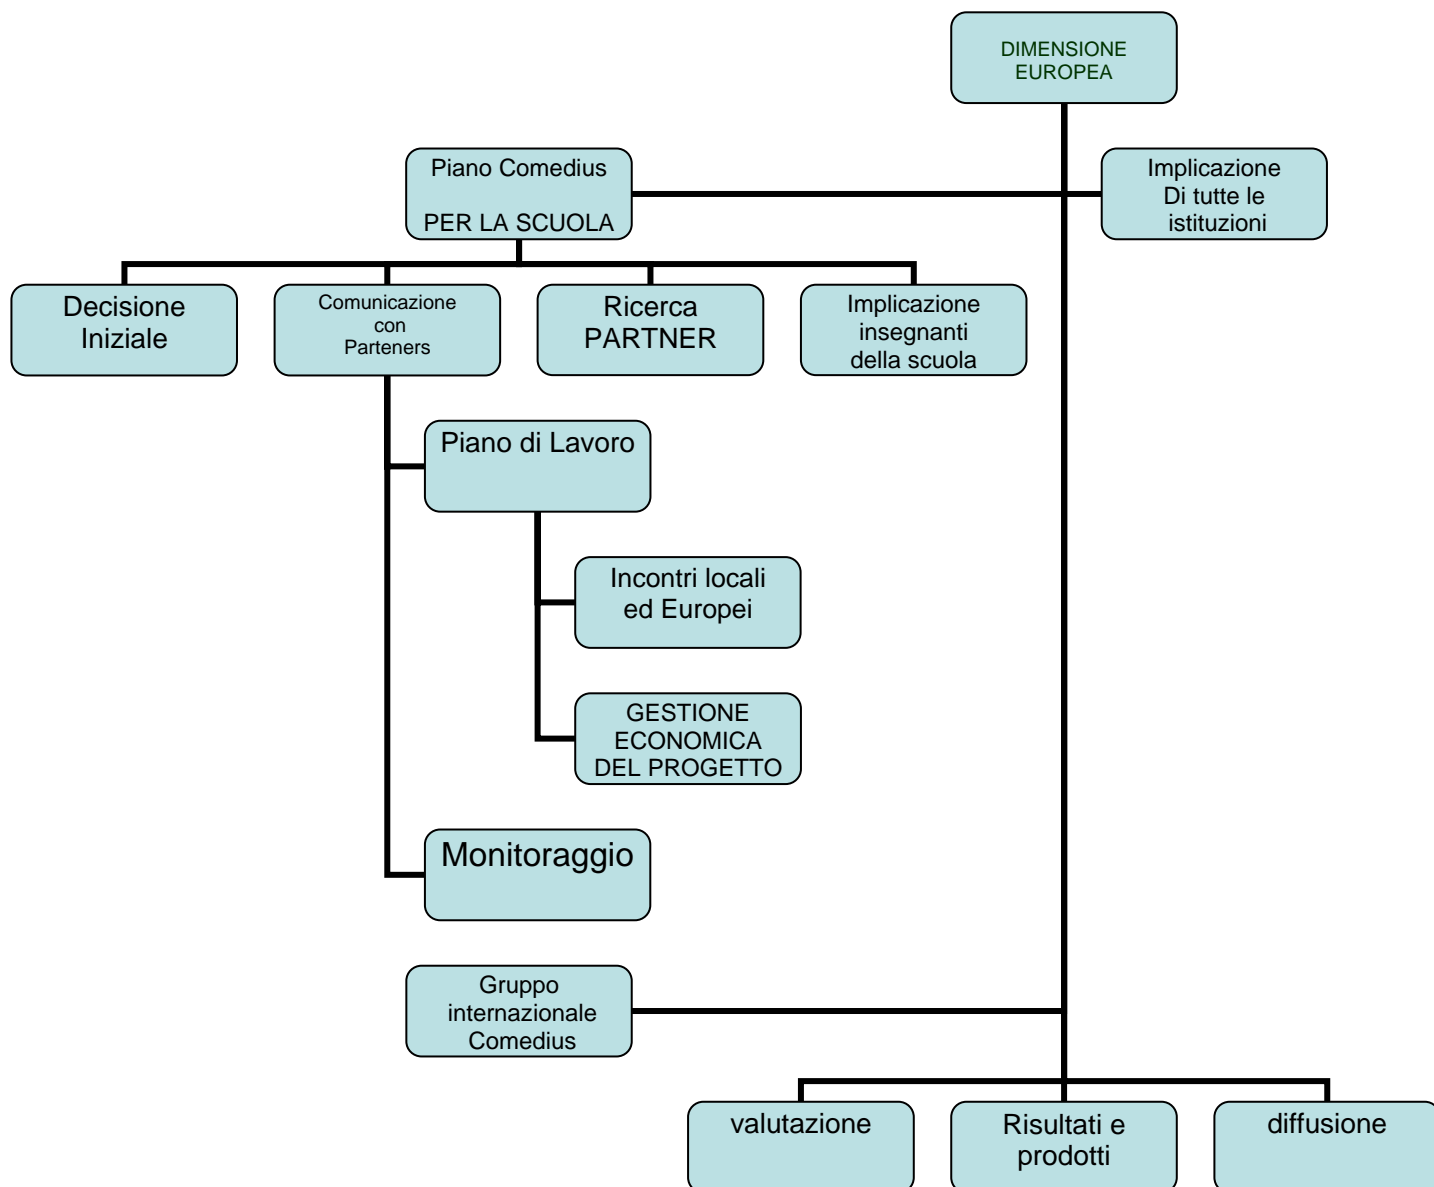 DIMENSIONE
EUROPEA
Piano Comedius
PER LA SCUOLA
Implicazione
Di tutte le
istituzioni
Decisione
Iniziale
Comunicazione
con
Parteners
Ricerca
PARTNER
Implicazione
insegnanti
della scuola
Piano di Lavoro
Incontri locali
ed Europei
GESTIONE
ECONOMICA
DEL PROGETTO
Monitoraggio
Gruppo
internazionale
Comedius
valutazione
Risultati e
prodotti
diffusione